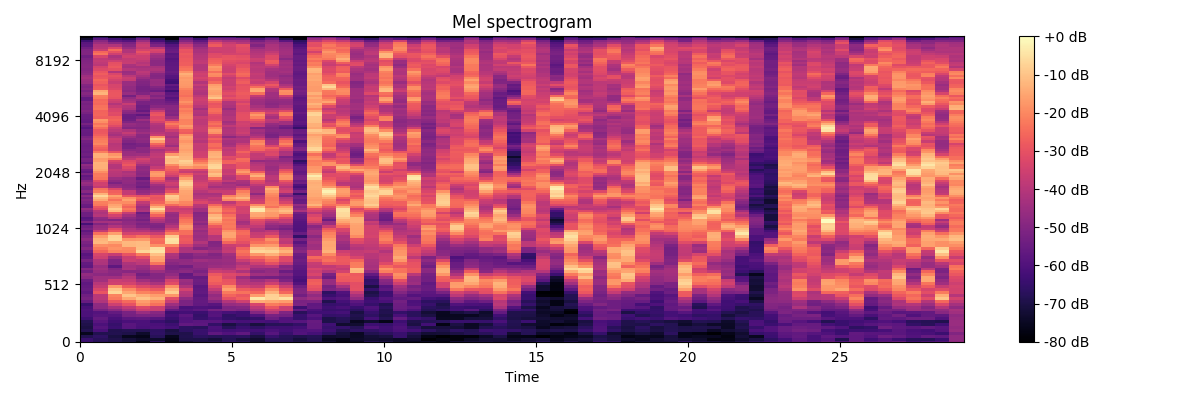 Mel spectrogram
8192
4096
2048
1024
512
0
Hz
0 5 10 15 20 25
Time
+0 dB
-10 dB
-20 dB
-30 dB
-40 dB
-50 dB
-60 dB
-70 dB
-80 dB